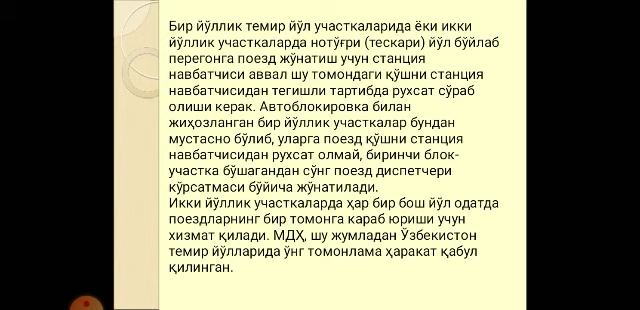 Бир йўллик темир йўл участкаларида ёки икки
йўллик участкаларда нотўғри (тескари) йўл бўйлаб
перегонга поезд жўнатиш учун станция
навбатчиси аввал шу томондаги қўшни станция
навбатчисидан тегишли тартибда рухсат сўраб
олиши керак. Автоблокировка билан
жиҳозланган бир йўллик участкалар бундан
мустасно бўлиб, уларга поезд қўшни станция
навбатчисидан рухсат олмай, биринчи блок-
участка бўшагандан сўнг поезд диспетчери
кўрсатмаси бўйича жўнатилади.
Икки йўллик участкаларда ҳар бир бош йўл одатда
поездларнинг бир томонга караб юриши учун
хизмат қилади. МДҲ, шу жумладан Ўзбекистон
темир йўлларида ўнг томонлама ҳаракат қабул
қилинган.